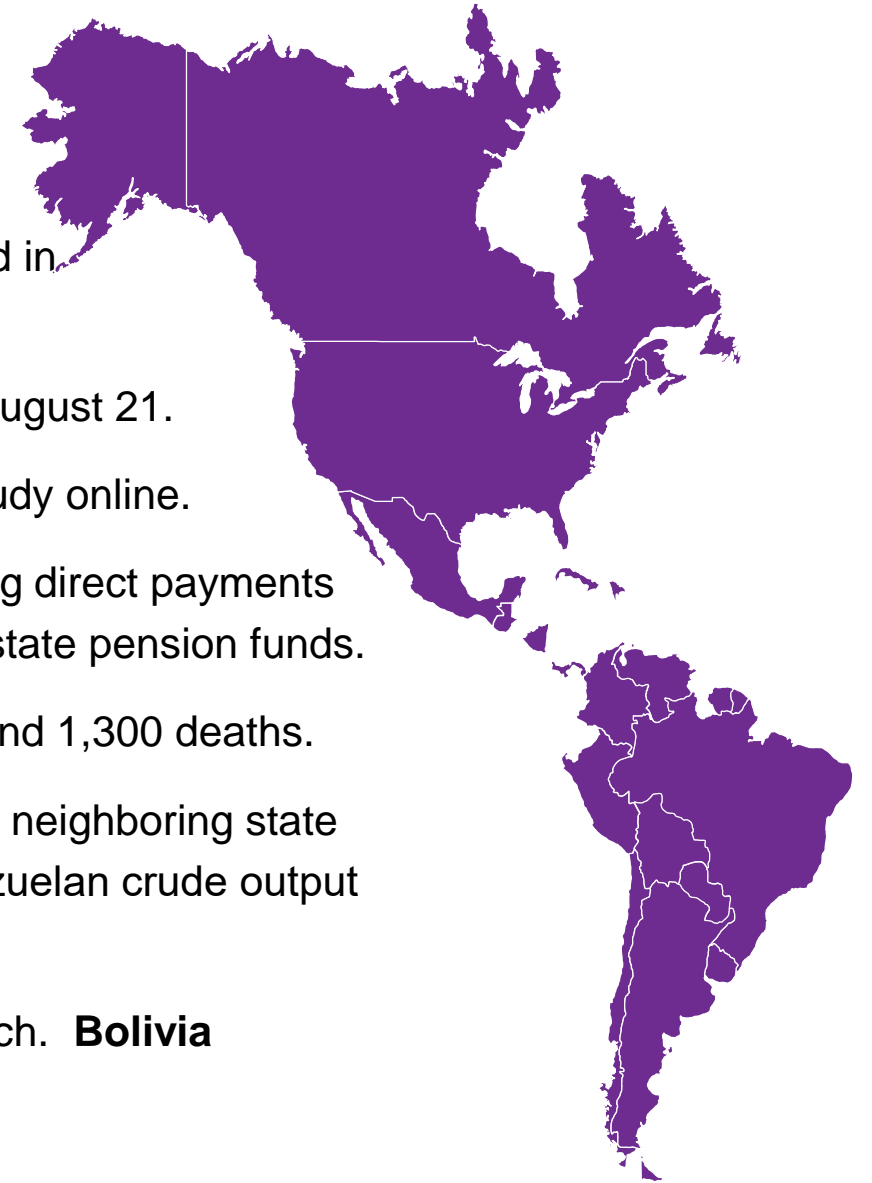 d in
ugust 21.
udy online.
g direct payments
state pension funds.
nd 1,300 deaths.
neighboring state
zuelan crude output
ch. Bolivia